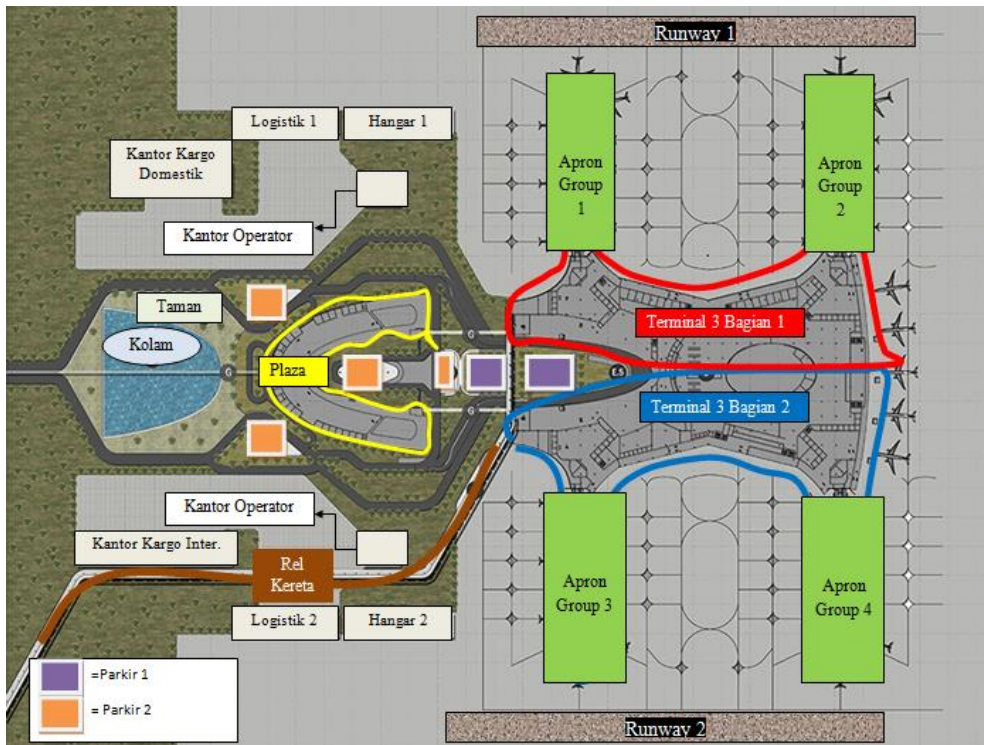 Runway 1
Logistik 1
Hangar 1
Kantor Kargo
Domestik
Apron
Group
1
Apron
Group
2
Kantor Operator
Taman
Kolam
Plaza
G
G
G
Terminal 3 Bagian 1
Terminal 3 Bagian 2
Kantor Operator
Kantor Kargo Inter.
Rel
Kereta
Apron
Group 3
Apron
Group 4
Logistik 2
Hangar 2
=Parkir 1
= Parkir 2
Runway 2